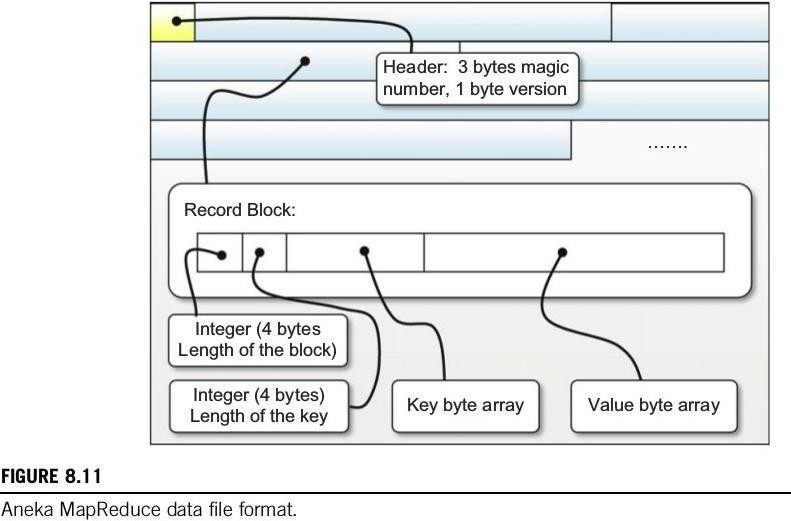 Header: 3 bytes magic
number, 1 byte version
.......
Record Block:
Integer (4 bytes
Length of the block)
Integer (4 bytes)
Length of the key
Key byte array
Value byte array
FIGURE 8.11
Aneka MapReduce data file format.